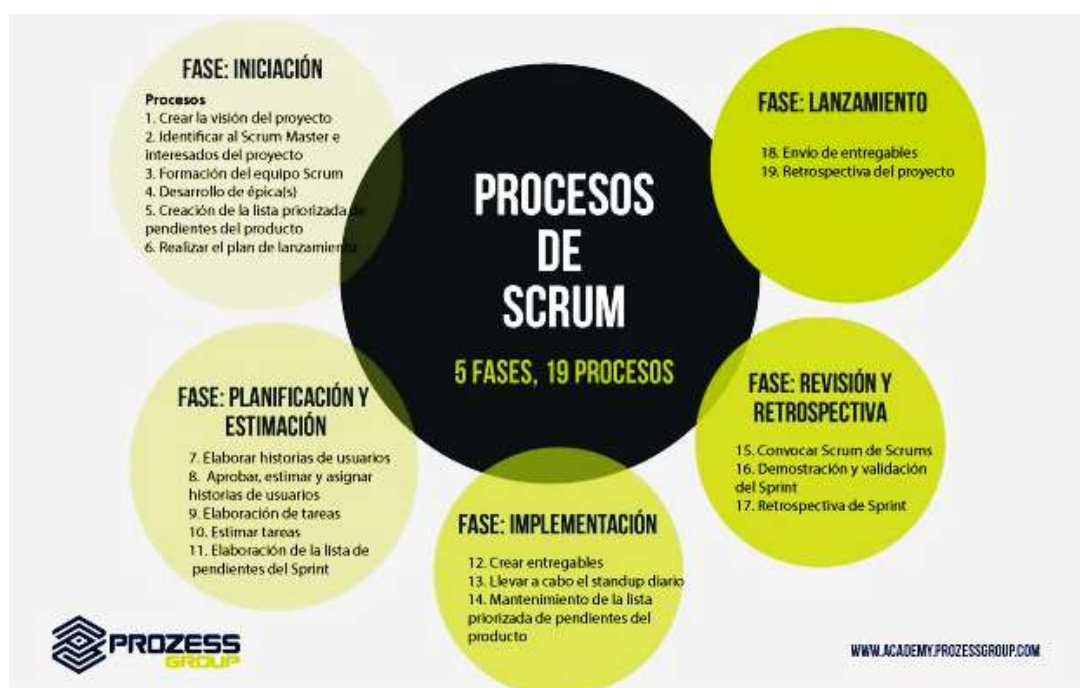 FASE: INICIACIÓN
Procesos
1. Crear la visión del proyecto
2. Identificar al Scrum Master e
interesados del proyecto
3. Formación del equipo Scrum
4. Desarrollo de épica(s)
5. Creación de la lista priorizada de
pendientes del producto
6. Realizar el plan de lanzamiento
PROCESOS
DE
SCRUM
5 FASES, 19 PROCESOS
FASE: LANZAMIENTO
18. Envío de entregables
19. Retrospectiva del proyecto
FASE: PLANIFICACIÓN Y
ESTIMACIÓN
7. Elaborar historias de usuarios
8. Aprobar, estimar y asignar
historias de usuarios
9. Elaboración de tareas
10. Estimar tareas
11. Elaboración de la lista de
pendientes del Sprint
FASE: IMPLEMENTACIÓN
12. Crear entregables
13. Llevar a cabo el standup diario
14. Mantenimiento de la lista
priorizada de pendientes del
producto
FASE: REVISIÓN Y
RETROSPECTIVA
15. Convocar Scrum de Scrums
16. Demostración y validación
del Sprint
17. Retrospectiva de Sprint
PROZESS
GROUP
WWW.ACADEMY.PROZESSGROUP.COM